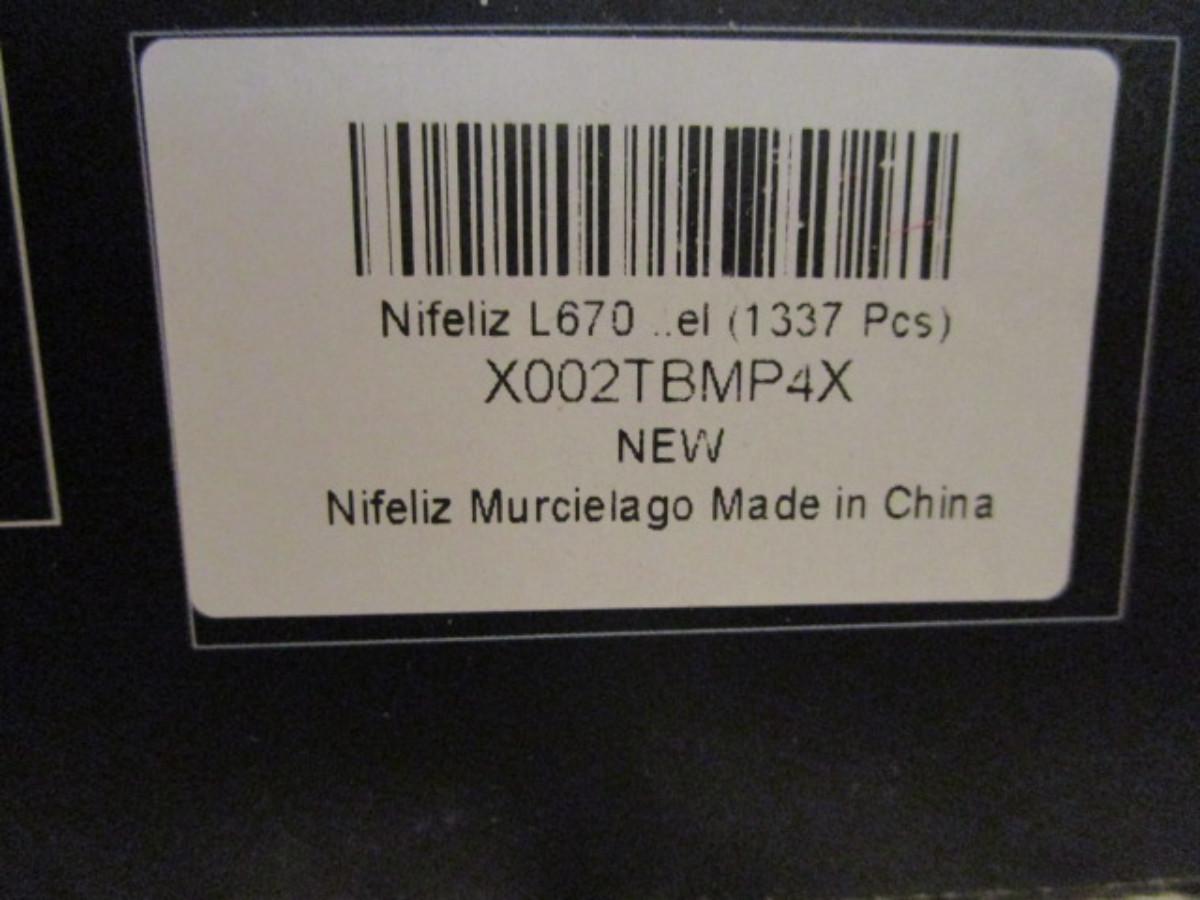 Nifeliz L670 ..el (1337 Pcs)
X002TBMP4X
NEW
Nifeliz Murcielago Made in China